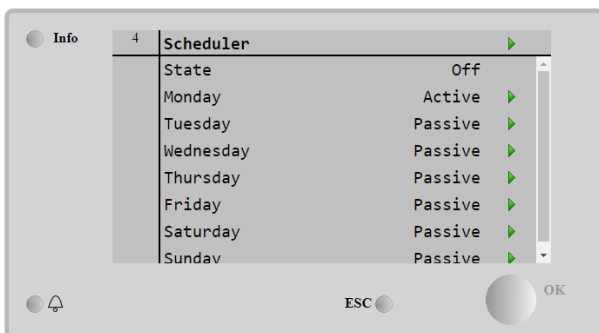 Info
4 Scheduler
State Off
Monday Active
Tuesday Passive
Wednesday Passive
Thursday Passive
Friday Passive
Saturday Passive
Sunday Passive
ESC
OK